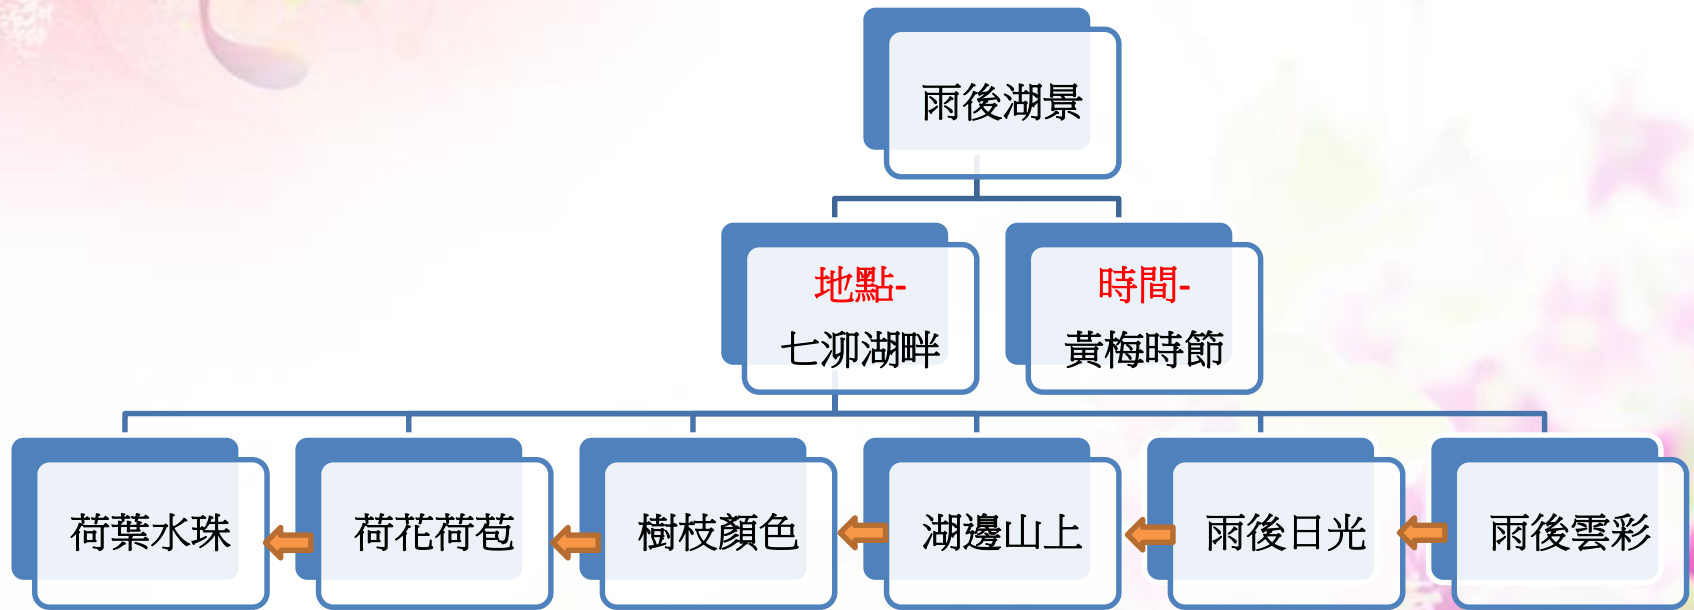 雨後湖景
地點-
七泖湖畔
時間-
黃梅時節
荷葉水珠
荷花荷苞
樹枝顏色
湖邊山上
雨後日光
雨後雲彩